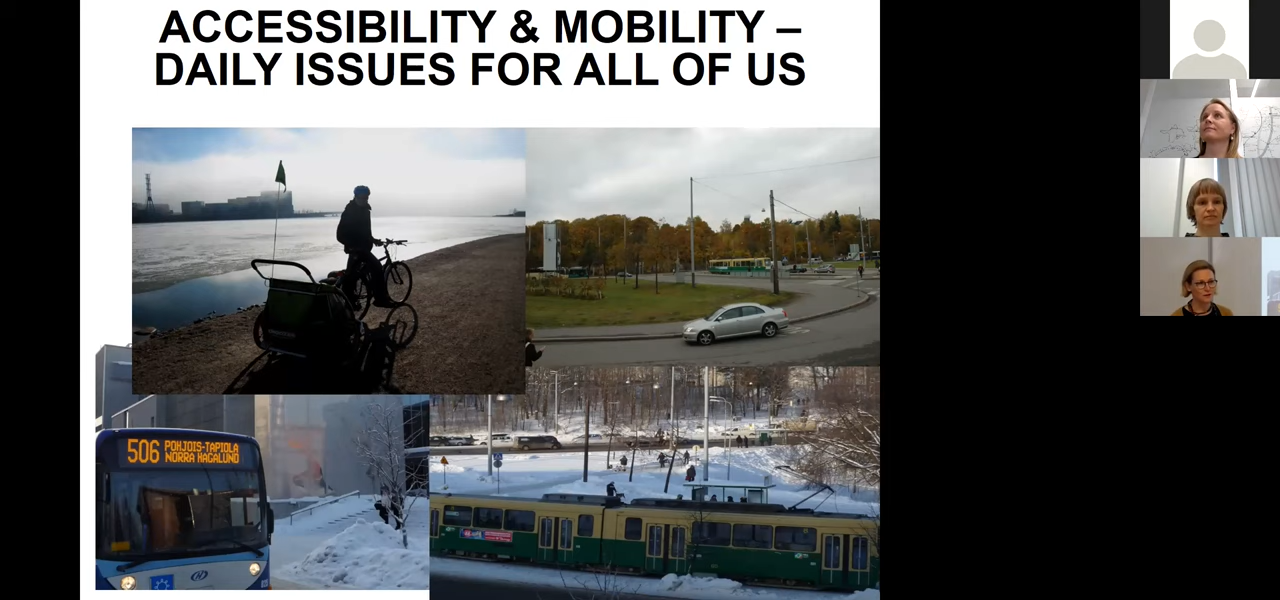 ACCESSIBILITY & MOBILITY –
DAILY ISSUES FOR ALL OF US
506 POHJOIS-TAPIOLA
NORRA HAGALUND